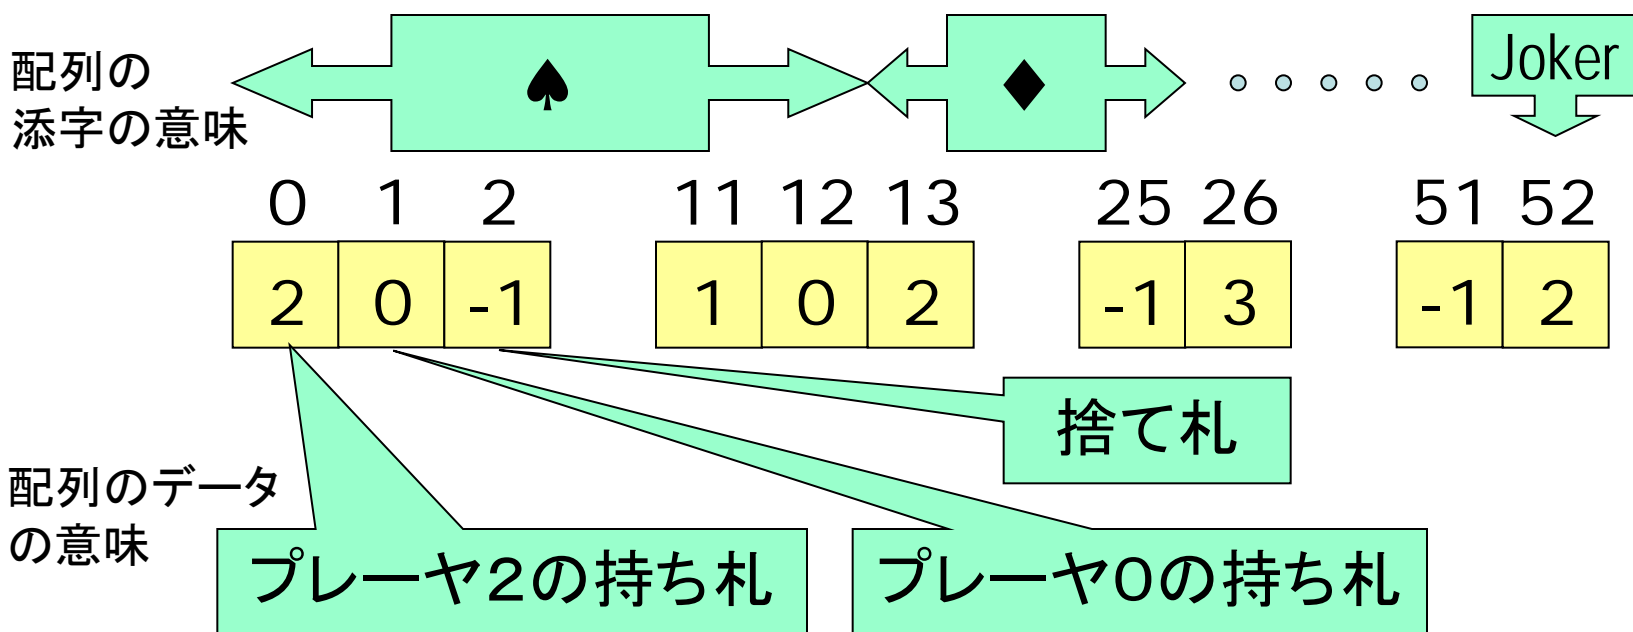 配列の
添字の意味
♠
♦
Joker
0 1 2 11 12 13 25 26 51 52
2 0 -1 1 0 2 -1 3 -1 2
捨て札
配列のデータ
の意味
プレーヤ2の持ち札
プレーヤ0の持ち札